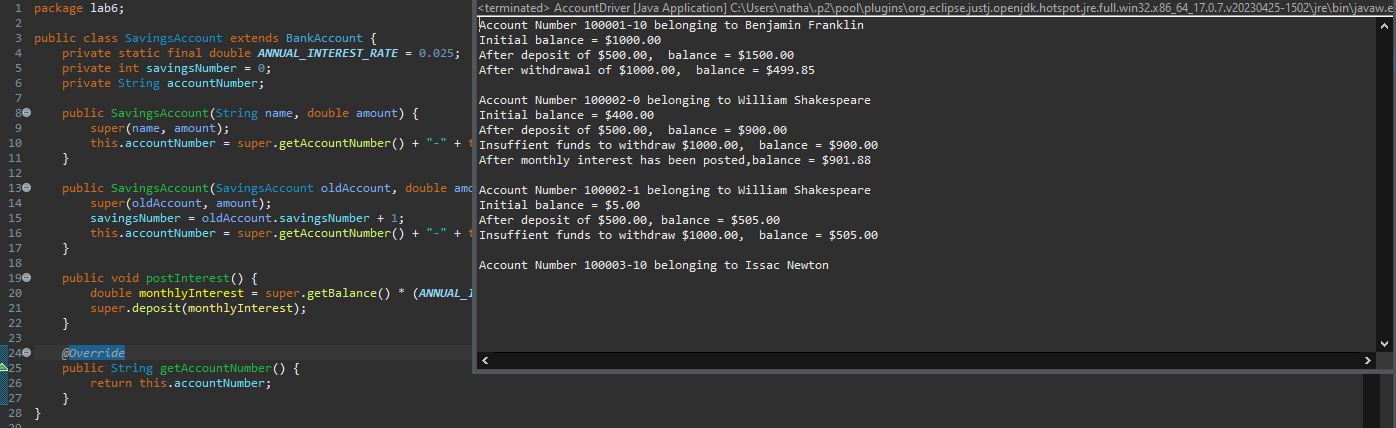 1 package lab6;
2
3 public class SavingsAccount extends BankAccount {
4 private static final double ANNUAL_INTEREST_RATE = 0.025;
5 private int savingsNumber = 0;
6 private String accountNumber;
7
8 public SavingsAccount(String name, double amount) {
9 super(name, amount);
10 this.accountNumber = super.getAccountNumber() + "-" + t
11 }
12
13 public SavingsAccount(SavingsAccount oldAccount, double amo
14 super(oldAccount, amount);
15 savingsNumber = oldAccount.savingsNumber + 1;
16 this.accountNumber = super.getAccountNumber() + "-" + t
17 }
18
19 public void postInterest() {
20 double monthlyInterest = super.getBalance() * (ANNUAL_I
21 super.deposit(monthlyInterest);
22 }
23
24 @Override
25 public String getAccountNumber() {
26 return this.accountNumber;
27 }
28 }
29
<terminated> AccountDriver [Java Application] C:\Users\natha\.p2\pool\plugins\org.eclipse.justj.openjdk.hotspot.jre.full.win32.x86_64_17.0.7.v20230425-1502\jre\bin\javaw.e
Account Number 100001-10 belonging to Benjamin Franklin
Initial balance = $1000.00
After deposit of $500.00,  balance = $1500.00
After withdrawal of $1000.00,  balance = $499.85

Account Number 100002-0 belonging to William Shakespeare
Initial balance = $400.00
After deposit of $500.00,  balance = $900.00
Insufficient funds to withdraw $1000.00,  balance = $900.00
After monthly interest has been posted,balance = $901.88

Account Number 100002-1 belonging to William Shakespeare
Initial balance = $5.00
After deposit of $500.00, balance = $505.00
Insuffient funds to withdraw $1000.00,  balance = $505.00

Account Number 100003-10 belonging to Issac Newton